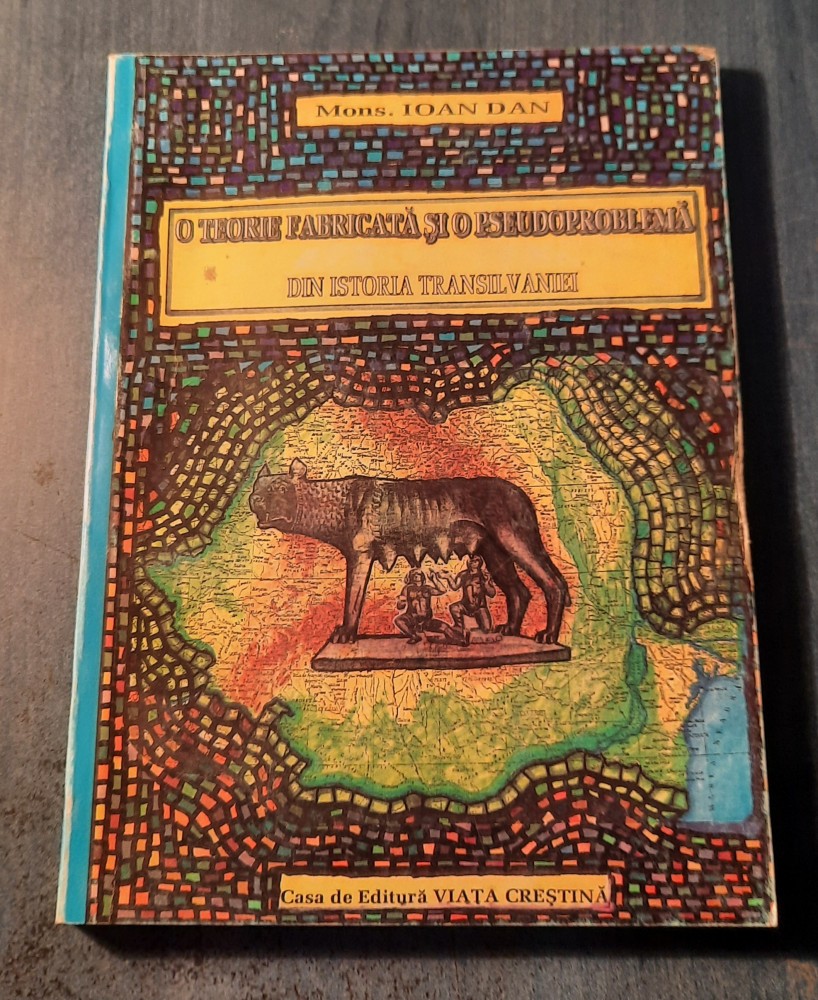 Mons. IOAN DAN
O TEORIE FABRICATĂ ŞI O PSEUDOPROBLEMĂ
DIN ISTORIA TRANSILVANIEI
Casa de Editură VIAŢA CREŞTINĂ